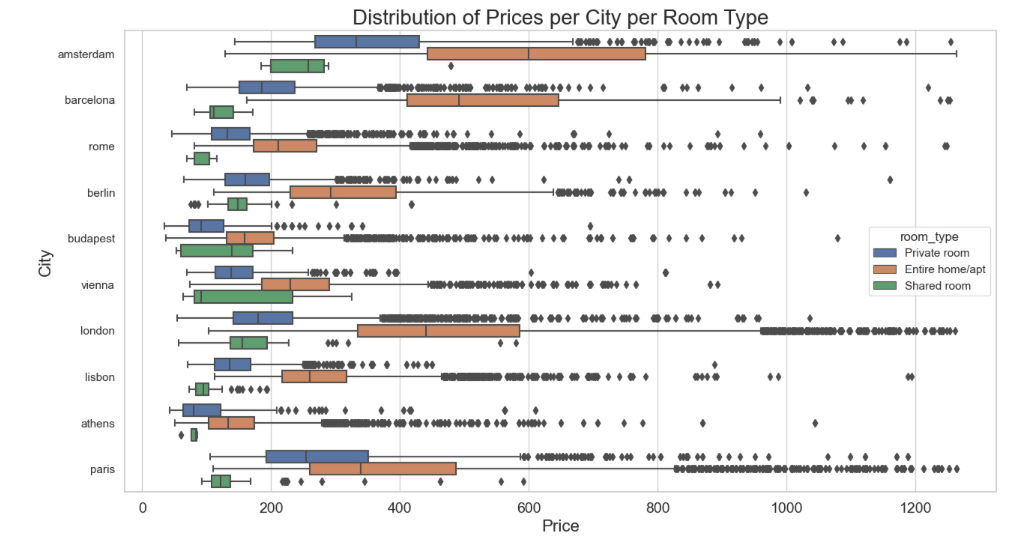 Distribution of Prices per City per Room Type
City
amsterdam
barcelona
rome
berlin
budapest
vienna
london
lisbon
athens
paris
room_type
Private room
Entire home/apt
Shared room
0 200 400 600 800 1000 1200
Price